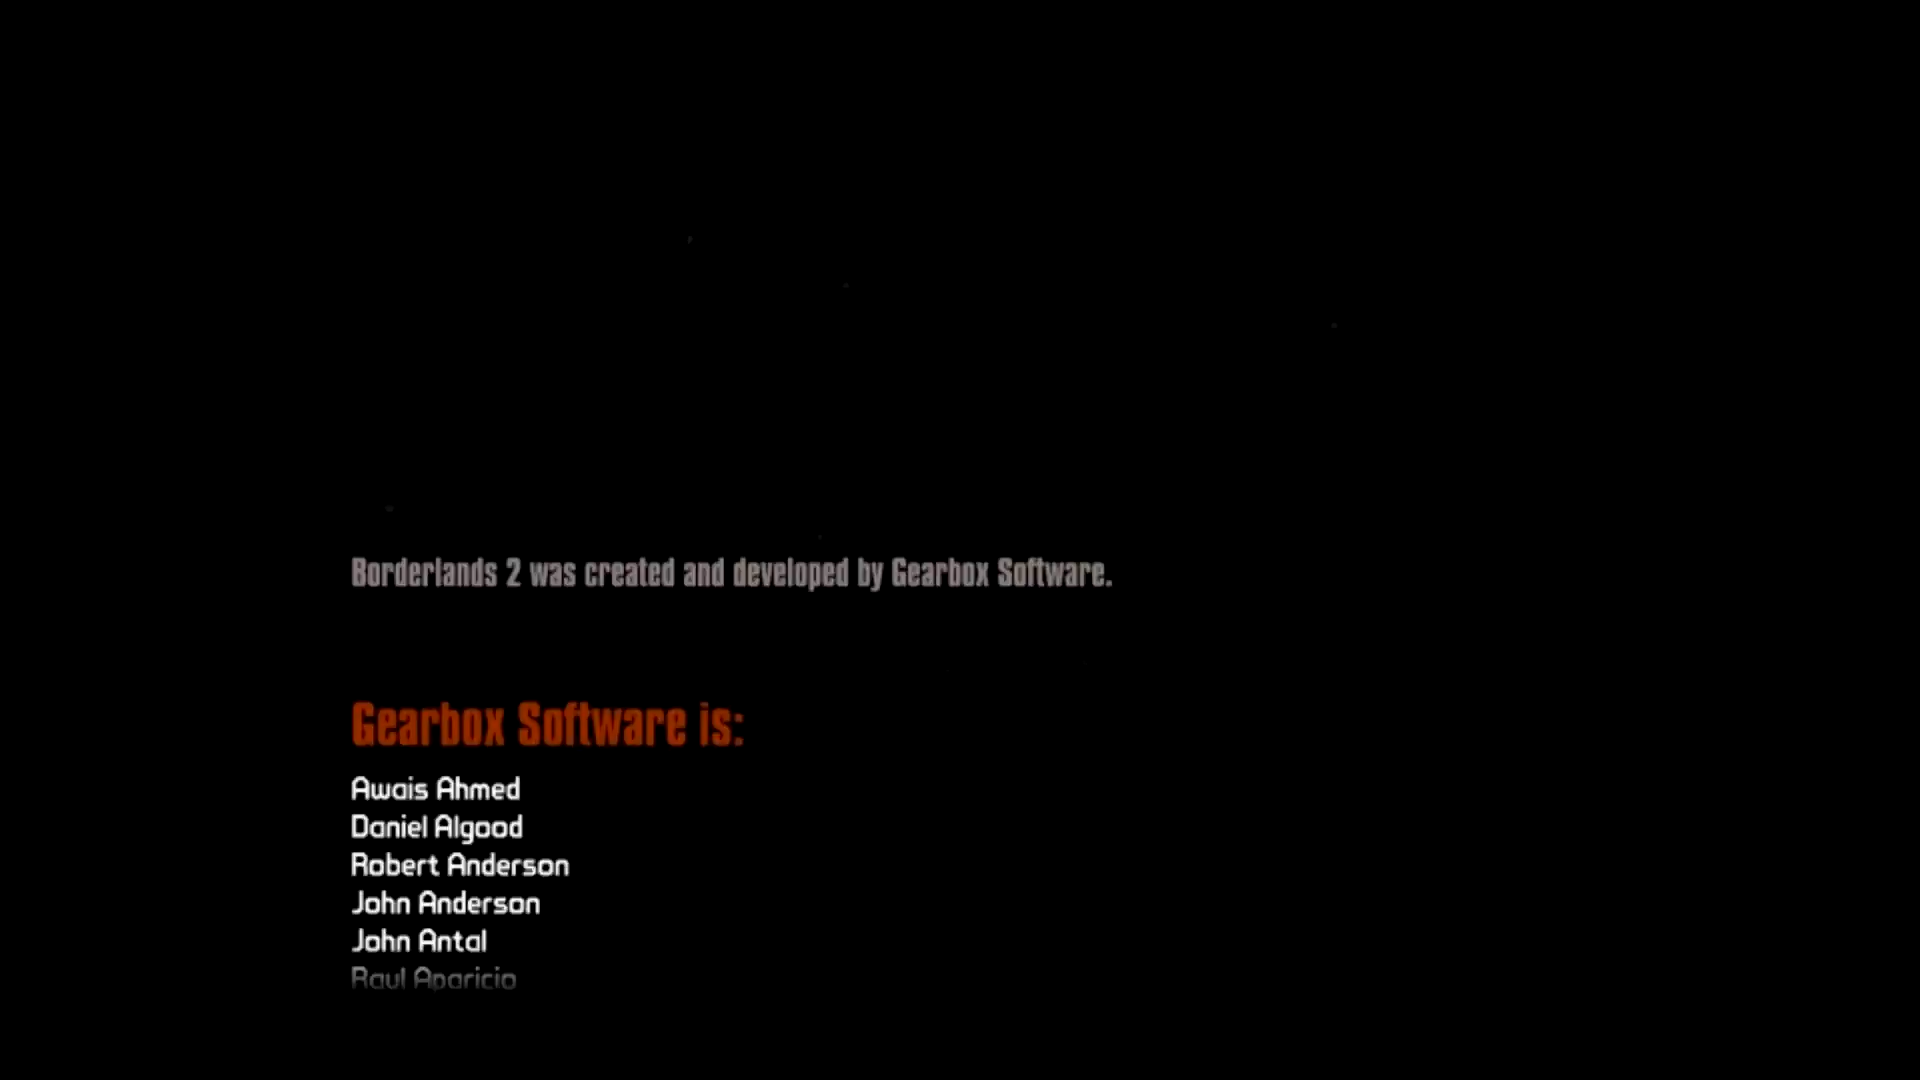 Borderlands 2 was created and developed by Gearbox Software.
Gearbox Software is:
Awais Ahmed
Daniel Algood
Robert Anderson
John Anderson
John Antal
Raul Aparicio